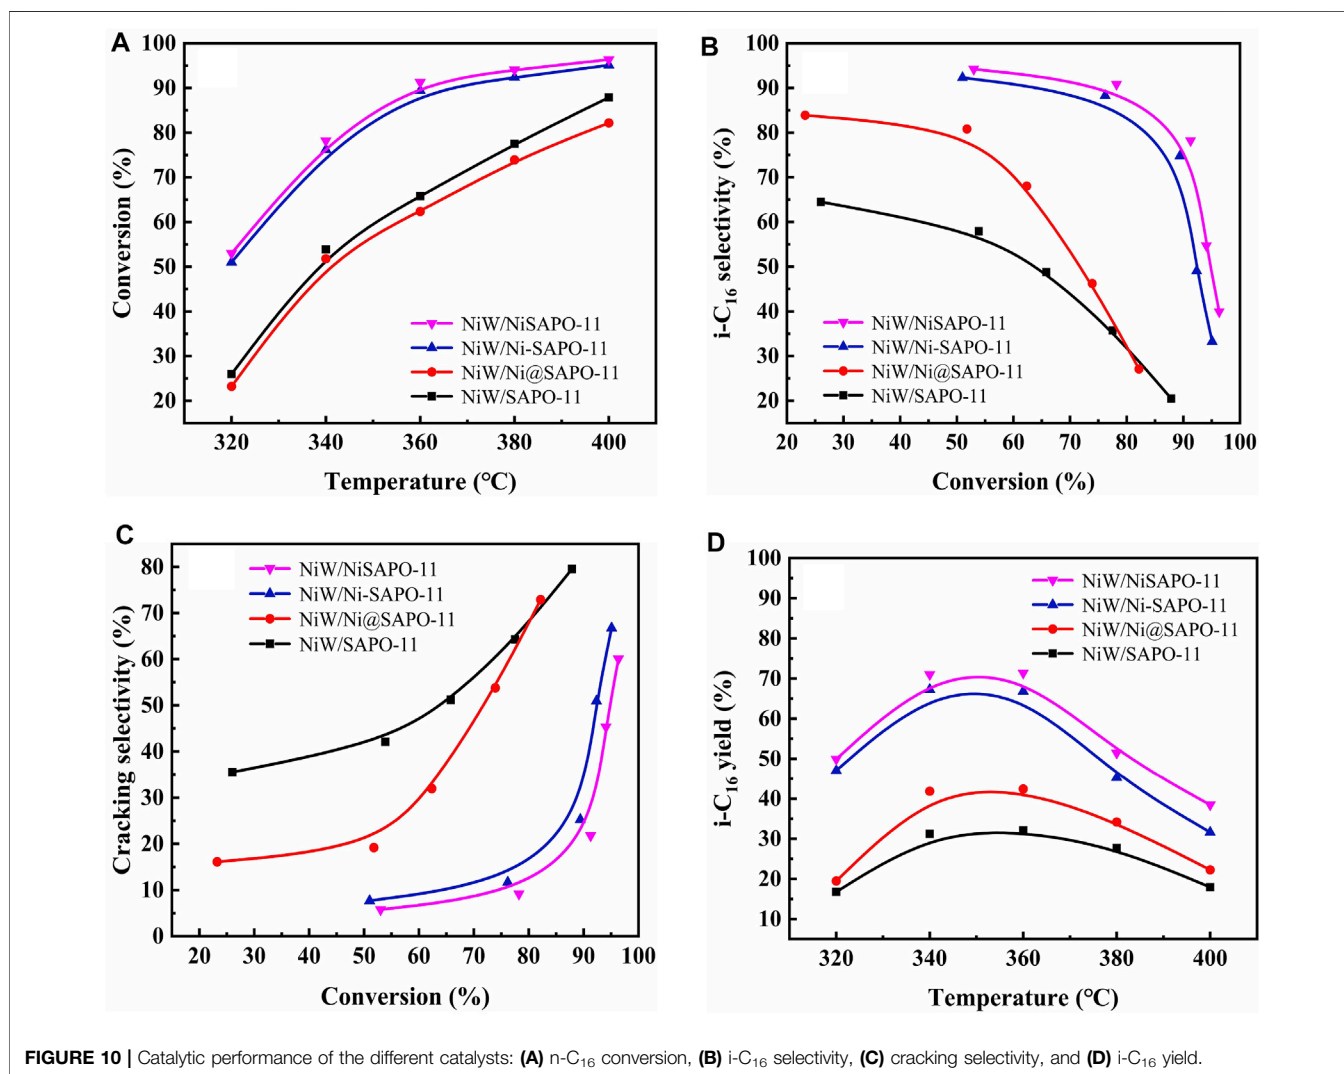 A
100
90
80
70
60
50
40
30
20
Conversion (%)
NiW/NiSAPO-11
NiW/Ni-SAPO-11
NiW/Ni@SAPO-11
NiW/SAPO-11
320 340 360 380 400
Temperature (℃)
B
100
90
80
70
60
50
40
30
20
i-C16 selectivity (%)
NiW/NiSAPO-11
NiW/Ni-SAPO-11
NiW/Ni@SAPO-11
NiW/SAPO-11
20 30 40 50 60 70 80 90 100
Conversion (%)
C
80
70
60
50
40
30
20
10
0
Cracking selectivity (%)
NiW/NiSAPO-11
NiW/Ni-SAPO-11
NiW/Ni@SAPO-11
NiW/SAPO-11
20 30 40 50 60 70 80 90 100
Conversion (%)
D
100
90
80
70
60
50
40
30
20
10
i-C16 yield (%)
NiW/NiSAPO-11
NiW/Ni-SAPO-11
NiW/Ni@SAPO-11
NiW/SAPO-11
320 340 360 380 400
Temperature (℃)
FIGURE 10 | Catalytic performance of the different catalysts: (A) n-C16 conversion, (B) i-C16 selectivity, (C) cracking selectivity, and (D) i-C16 yield.